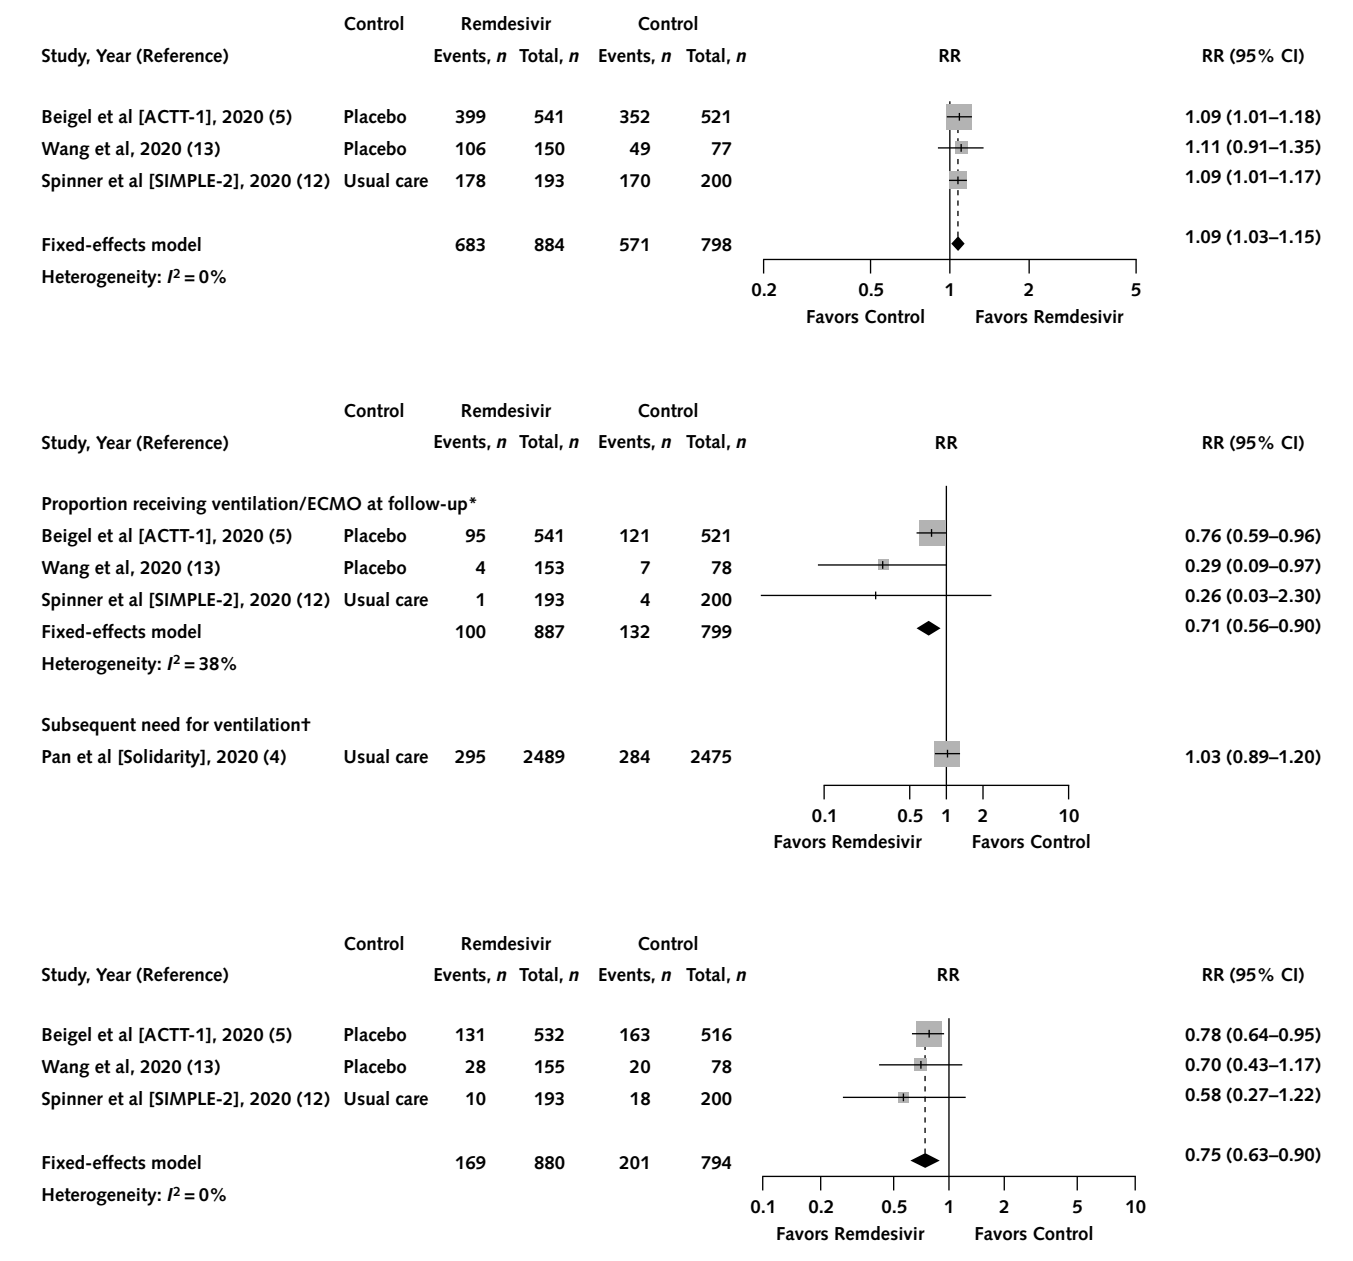 Control Remdesivir Control
Study, Year (Reference) Events, n Total, n Events, n Total, n RR RR (95% CI)
Beigel et al [ACTT-1], 2020 (5) Placebo 399 541 352 521 1.09 (1.01–1.18)
Wang et al, 2020 (13) Placebo 106 150 49 77 1.11 (0.91–1.35)
Spinner et al [SIMPLE-2], 2020 (12) Usual care 178 193 170 200 1.09 (1.01–1.17)
Fixed-effects model 683 884 571 798 1.09 (1.03–1.15)
Heterogeneity: I² = 0%
0.2 0.5 1 2 5
Favors Control Favors Remdesivir
Control Remdesivir Control
Study, Year (Reference) Events, n Total, n Events, n Total, n RR RR (95% CI)
Proportion receiving ventilation/ECMO at follow-up*
Beigel et al [ACTT-1], 2020 (5) Placebo 95 541 121 521 0.76 (0.59–0.96)
Wang et al, 2020 (13) Placebo 4 153 7 78 0.29 (0.09–0.97)
Spinner et al [SIMPLE-2], 2020 (12) Usual care 1 193 4 200 0.26 (0.03–2.30)
Fixed-effects model 100 887 132 799 0.71 (0.56–0.90)
Heterogeneity: I² = 38%
Subsequent need for ventilation†
Pan et al [Solidarity], 2020 (4) Usual care 295 2489 284 2475 1.03 (0.89–1.20)
0.1 0.5 1 2 10
Favors Remdesivir Favors Control
Control Remdesivir Control
Study, Year (Reference) Events, n Total, n Events, n Total, n RR RR (95% CI)
Beigel et al [ACTT-1], 2020 (5) Placebo 131 532 163 516 0.78 (0.64–0.95)
Wang et al, 2020 (13) Placebo 28 155 20 78 0.70 (0.43–1.17)
Spinner et al [SIMPLE-2], 2020 (12) Usual care 10 193 18 200 0.58 (0.27–1.22)
Fixed-effects model 169 880 201 794 0.75 (0.63–0.90)
Heterogeneity: I² = 0%
0.1 0.2 0.5 1 2 5 10
Favors Remdesivir Favors Control